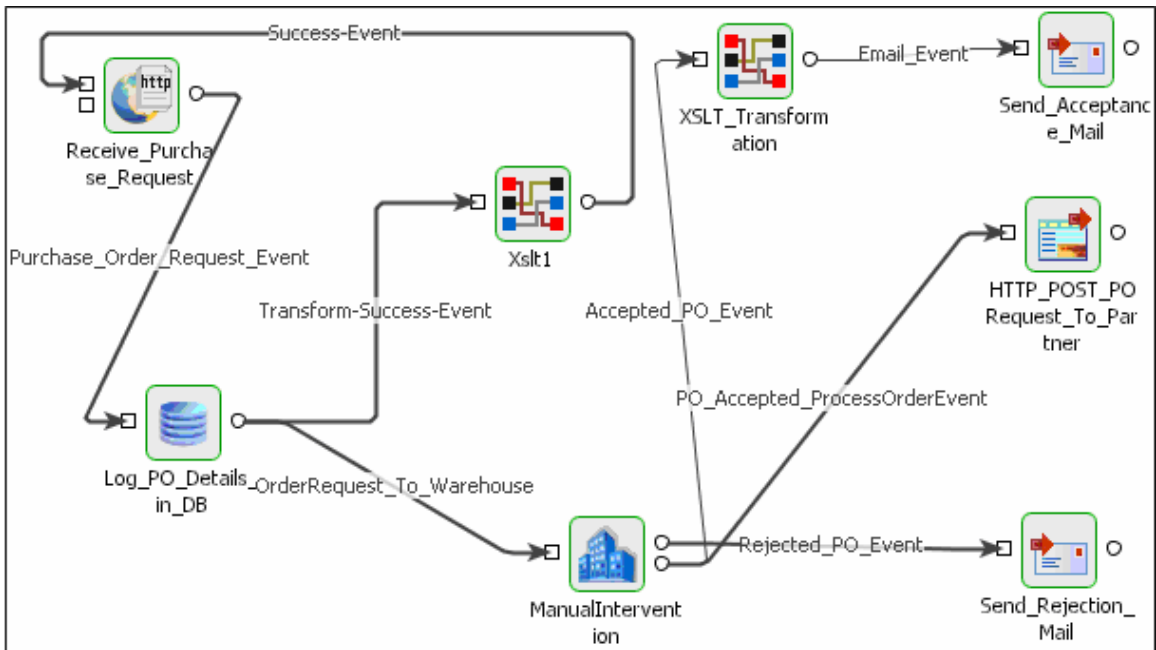 Success-Event
http
Receive_Purcha
se_Request
XSLT_Transform
ation
Email_Event
Send_Acceptanc
e_Mail
Xslt1
Purchase_Order_Request_Event
Transform-Success-Event
Accepted_PO_Event
HTTP_POST_PO
Request_To_Par
tner
PO_Accepted_ProcessOrderEvent
Log_PO_Details_
in_DB
OrderRequest_To_Warehouse
Rejected_PO_Event
ManualIntervent
ion
Send_Rejection_
Mail